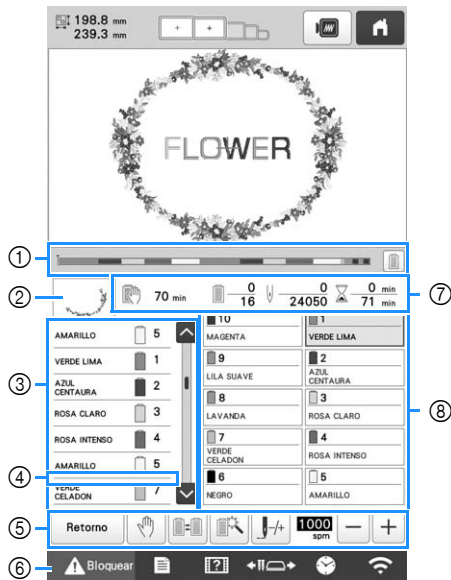 198.8 mm
239.3 mm
FLOWER
①
②
70 min
0
16
0
24050
0 min
71 min
⑦
③
AMARILLO 5
VERDE LIMA 1
AZUL CENTAURA 2
ROSA CLARO 3
ROSA INTENSO 4
AMARILLO 5
④
VERDE CELADON 7
10
MAGENTA
1
VERDE LIMA
9
LILA SUAVE
2
AZUL CENTAURA
8
LAVANDA
3
ROSA CLARO
7
VERDE CELADON
4
ROSA INTENSO
6
NEGRO
5
AMARILLO
⑧
⑤
Retorno
-/+
1000
spm
−
+
⑥
Bloquear